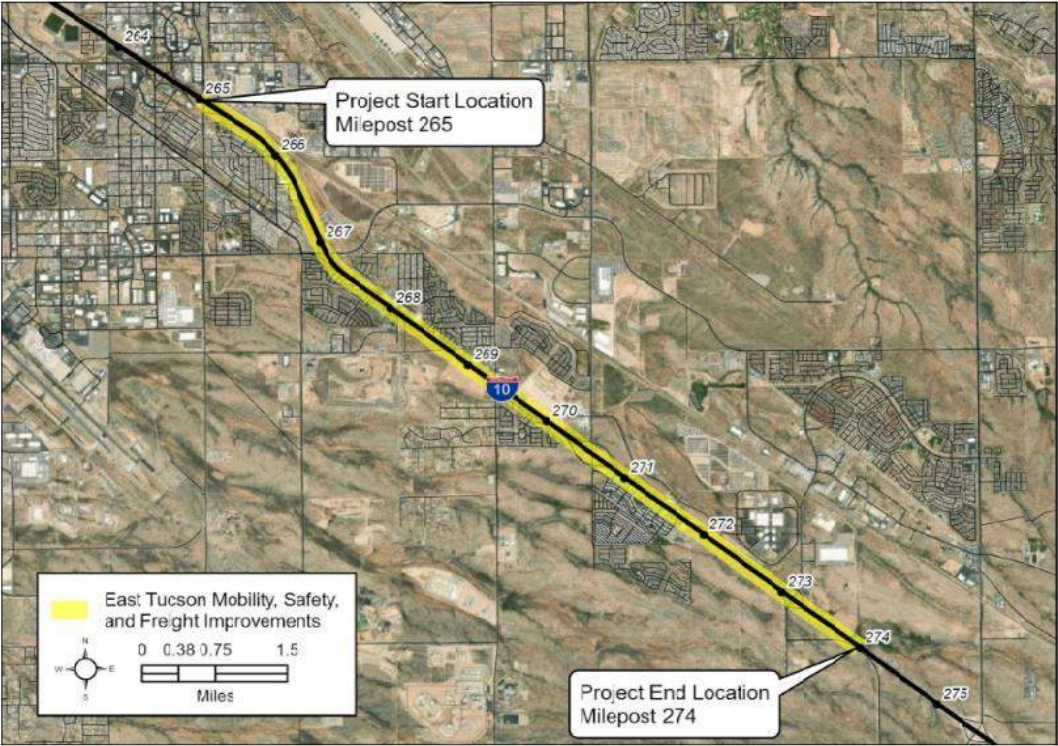 264
265
Project Start Location
Milepost 265
266
267
268
269
10
270
271
272
273
274
275
East Tucson Mobility, Safety,
and Freight Improvements
N
W E
S
0 0.38 0.75 1.5
Miles
Project End Location
Milepost 274